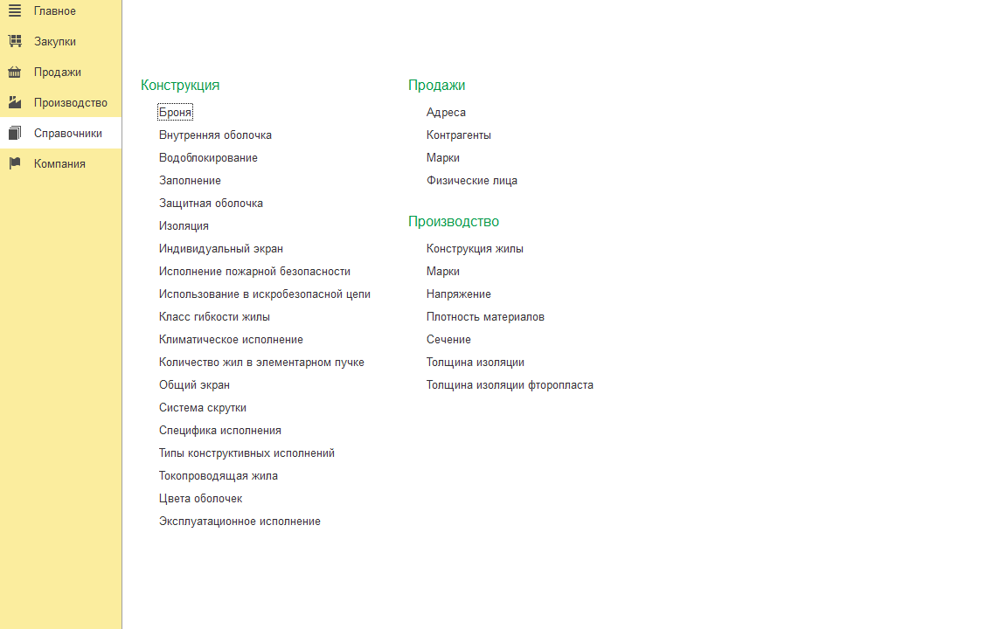 Главное
Закупки
Продажи
Производство
Справочники
Компания
Конструкция
Броня
Внутренняя оболочка
Водоблокирование
Заполнение
Защитная оболочка
Изоляция
Индивидуальный экран
Исполнение пожарной безопасности
Использование в искробезопасной цепи
Класс гибкости жилы
Климатическое исполнение
Количество жил в элементарном пучке
Общий экран
Система скрутки
Специфика исполнения
Типы конструктивных исполнений
Токопроводящая жила
Цвета оболочек
Эксплуатационное исполнение
Продажи
Адреса
Контрагенты
Марки
Физические лица
Производство
Конструкция жилы
Марки
Напряжение
Плотность материалов
Сечение
Толщина изоляции
Толщина изоляции фторопласта